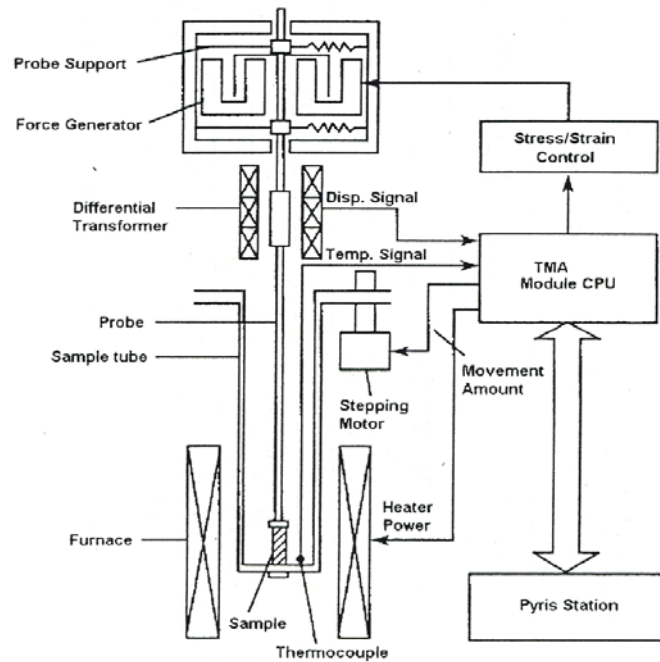 Probe Support
Force Generator
Stress/Strain
Control
Differential
Transformer
Disp. Signal
Temp. Signal
TMA
Module CPU
Probe
Sample tube
Movement
Amount
Stepping
Motor
Heater
Power
Furnace
Sample
Thermocouple
Pyris Station